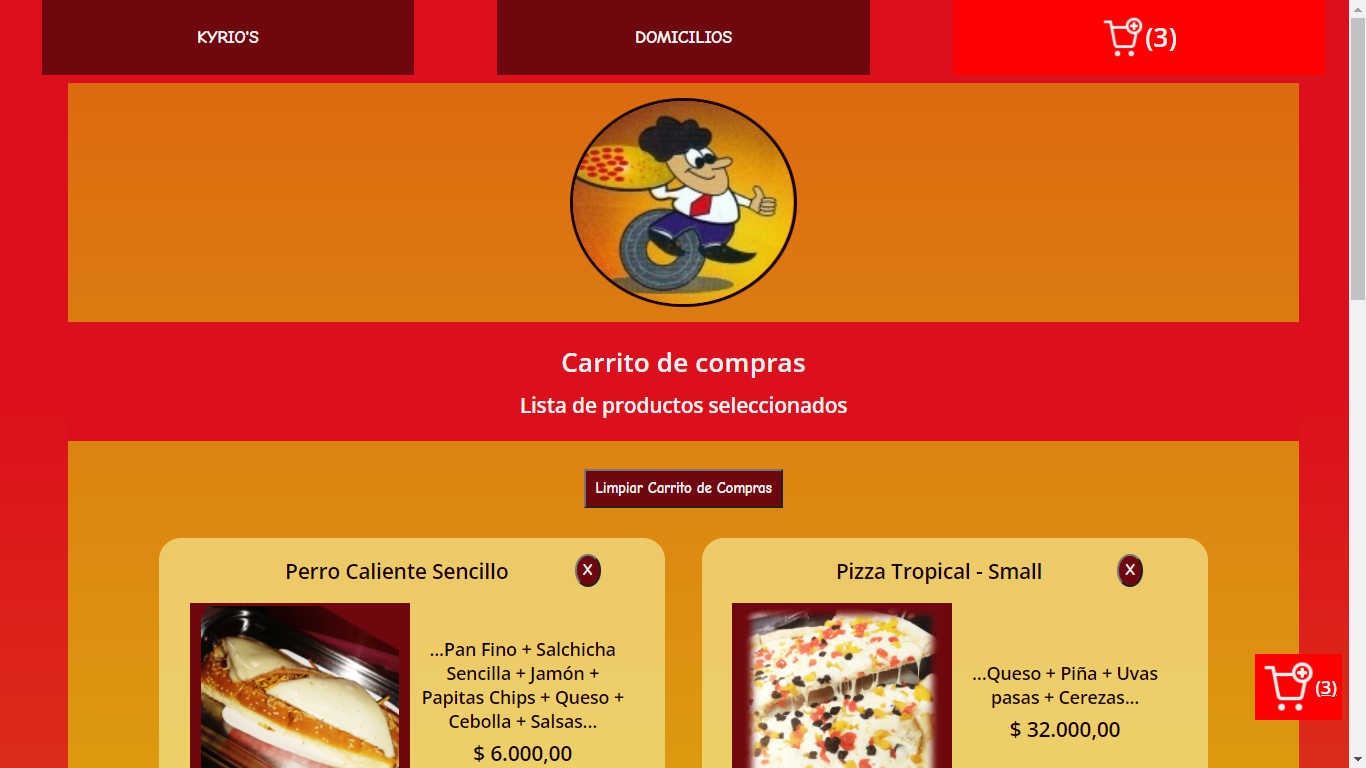 KYRIO'S
DOMICILIOS
(3)
Carrito de compras
Lista de productos seleccionados
Limpiar Carrito de Compras
Perro Caliente Sencillo
X
...Pan Fino + Salchicha
Sencilla + Jamón +
Papitas Chips + Queso +
Cebolla + Salsas...
$ 6.000,00
Pizza Tropical - Small
X
...Queso + Piña + Uvas
pasas + Cerezas...
$ 32.000,00
(3)